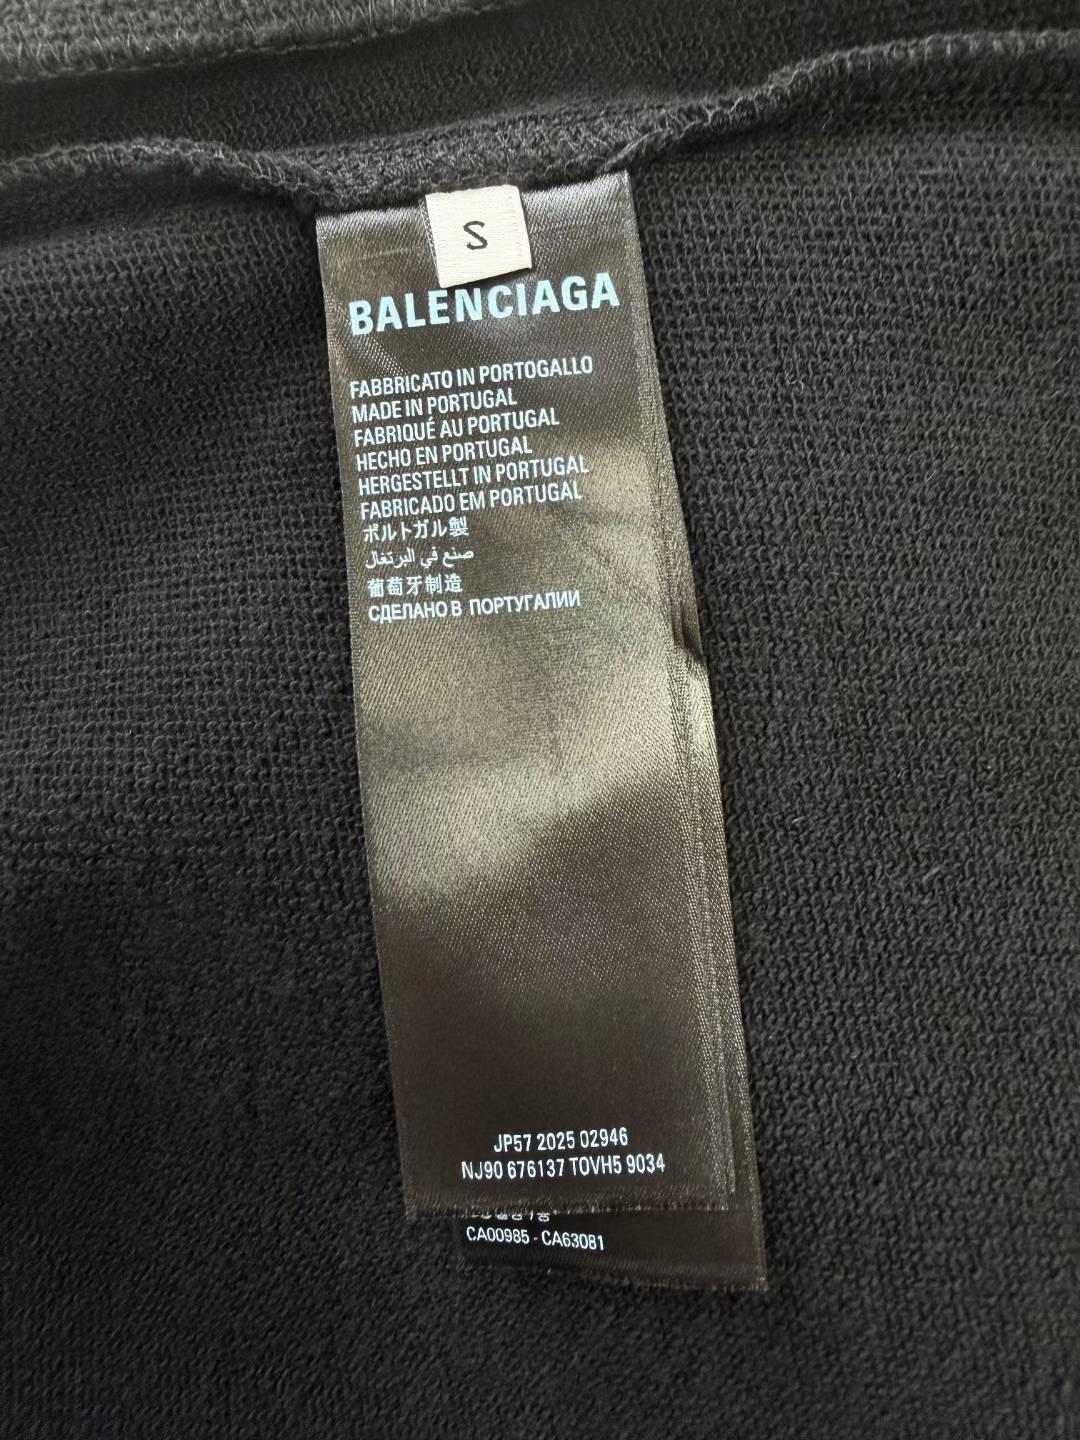 S
BALENCIAGA
FABBRICATO IN PORTOGALLO
MADE IN PORTUGAL
FABRIQUÉ AU PORTUGAL
HECHO EN PORTUGAL
HERGESTELLT IN PORTUGAL
FABRICADO EM PORTUGAL
ポルトガル製
صنع في البرتغال
葡萄牙制造
СДЕЛАНО В ПОРТУГАЛИИ
JP57 2025 02946
NJ90 676137 TOVH5 9034
CA00985 - CA63081